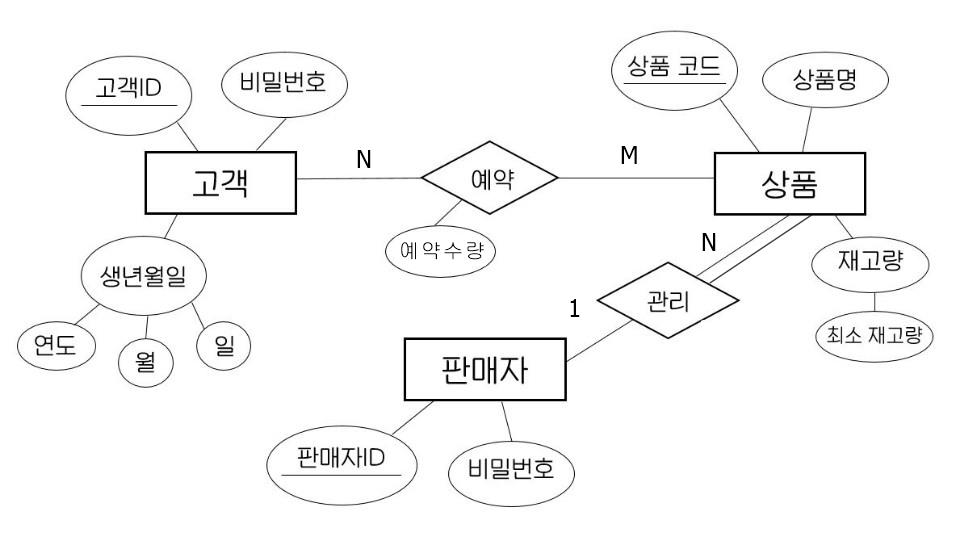 고객ID
비밀번호
상품 코드
상품명
고객
N
예약
M
상품
예약수량
생년월일
연도
월
일
N
관리
1
재고량
최소 재고량
판매자
판매자ID
비밀번호